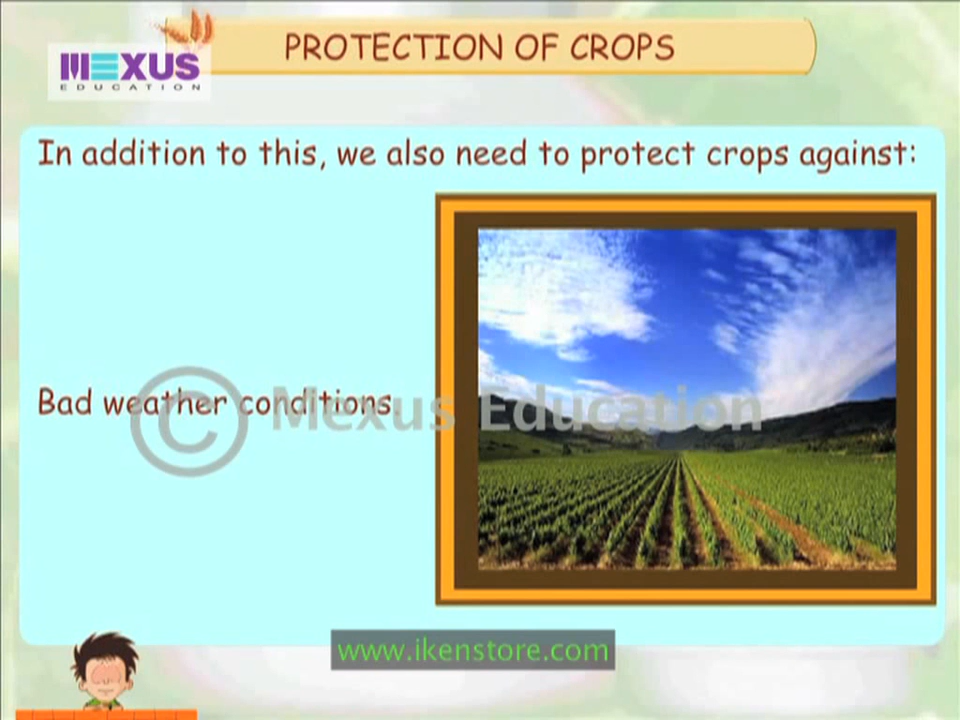 PROTECTION OF CROPS
MEXUS
EDUCATION
In addition to this, we also need to protect crops against:
Bad weather conditions.
© Mexus Education
www.ikenstore.com